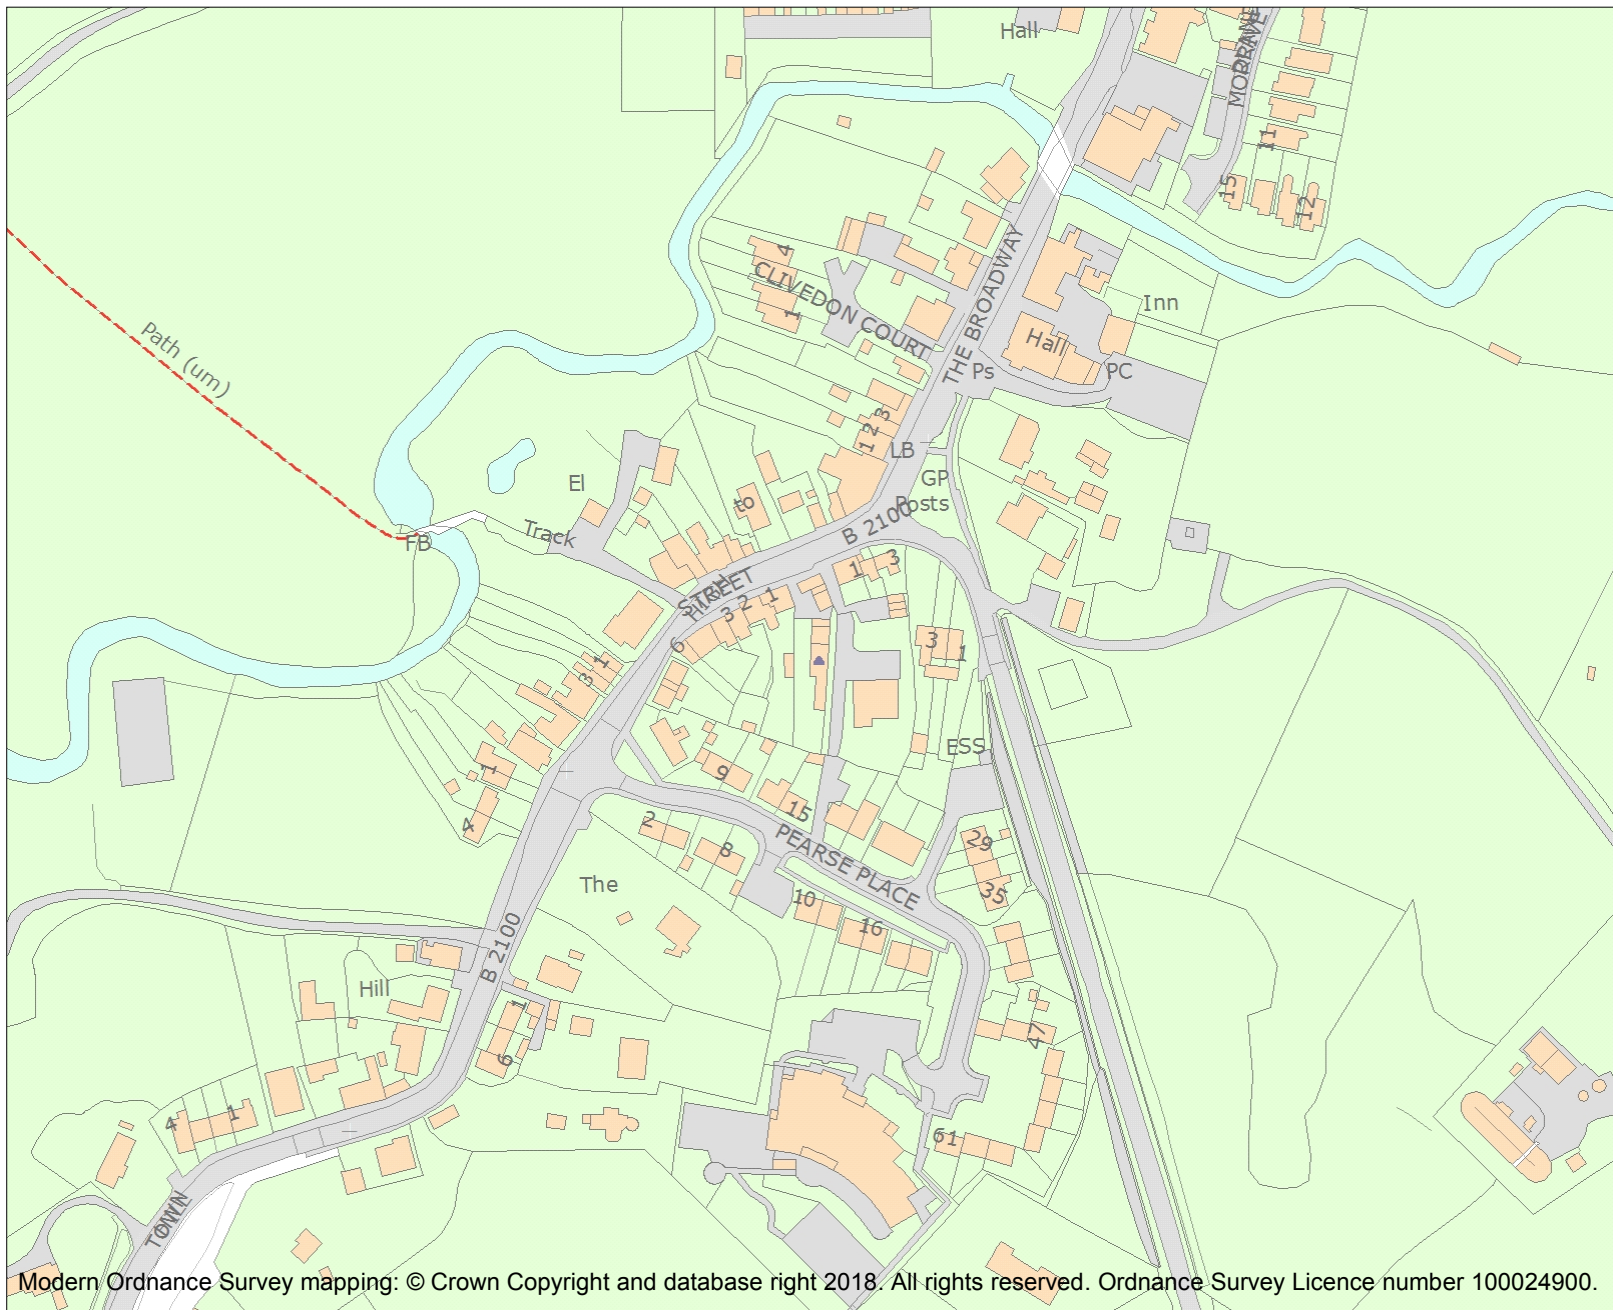 Hall
MORRIS
DRIVE
11
15
12
4
CLIVEDON COURT
1
THE BROADWAY
Inn
Hall
Ps
PC
Path (um)
3
2
1
LB
GP
Posts
El
to
Track
FB
B 2100
HIGH
STREET
1
3
3
2
1
6
3
1
3
1
1
4
9
15
ESS
2
8
PEARSE PLACE
29
35
10
16
The
B 2100
Hill
1
6
47
61
4
1
TOWN
Modern Ordnance Survey mapping: © Crown Copyright and database right 2018. All rights reserved. Ordnance Survey Licence number 100024900.